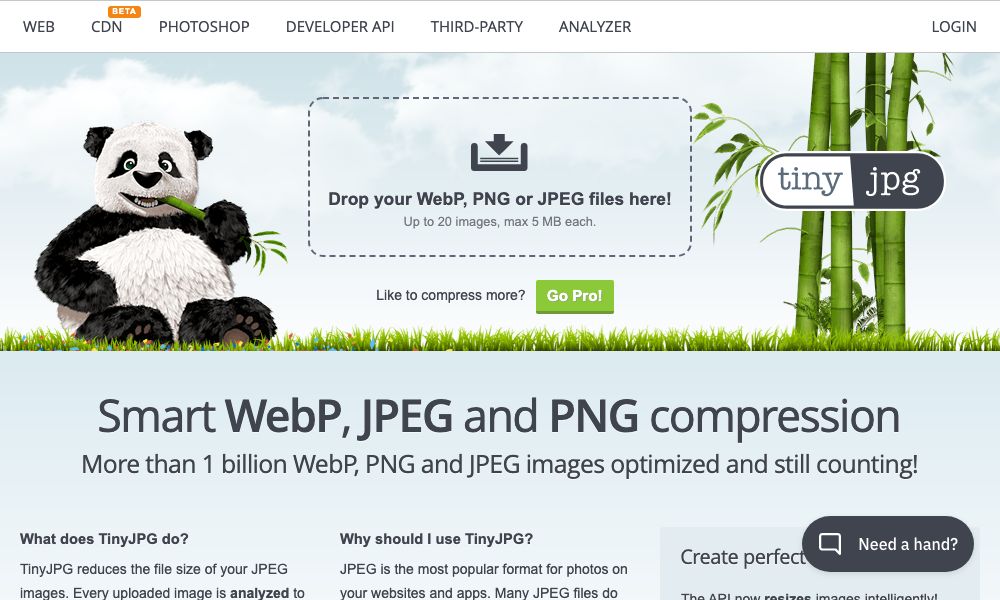 WEB
CDN
BETA
PHOTOSHOP
DEVELOPER API
THIRD-PARTY
ANALYZER
LOGIN
Drop your WebP, PNG or JPEG files here!
Up to 20 images, max 5 MB each.
Like to compress more?
Go Pro!
tiny jpg
Smart WebP, JPEG and PNG compression
More than 1 billion WebP, PNG and JPEG images optimized and still counting!
What does TinyJPG do?
TinyJPG reduces the file size of your JPEG
images. Every uploaded image is analyzed to
Why should I use TinyJPG?
JPEG is the most popular format for photos on
your websites and apps. Many JPEG files do
Create perfect
The API now resizes images intelligently!
Need a hand?